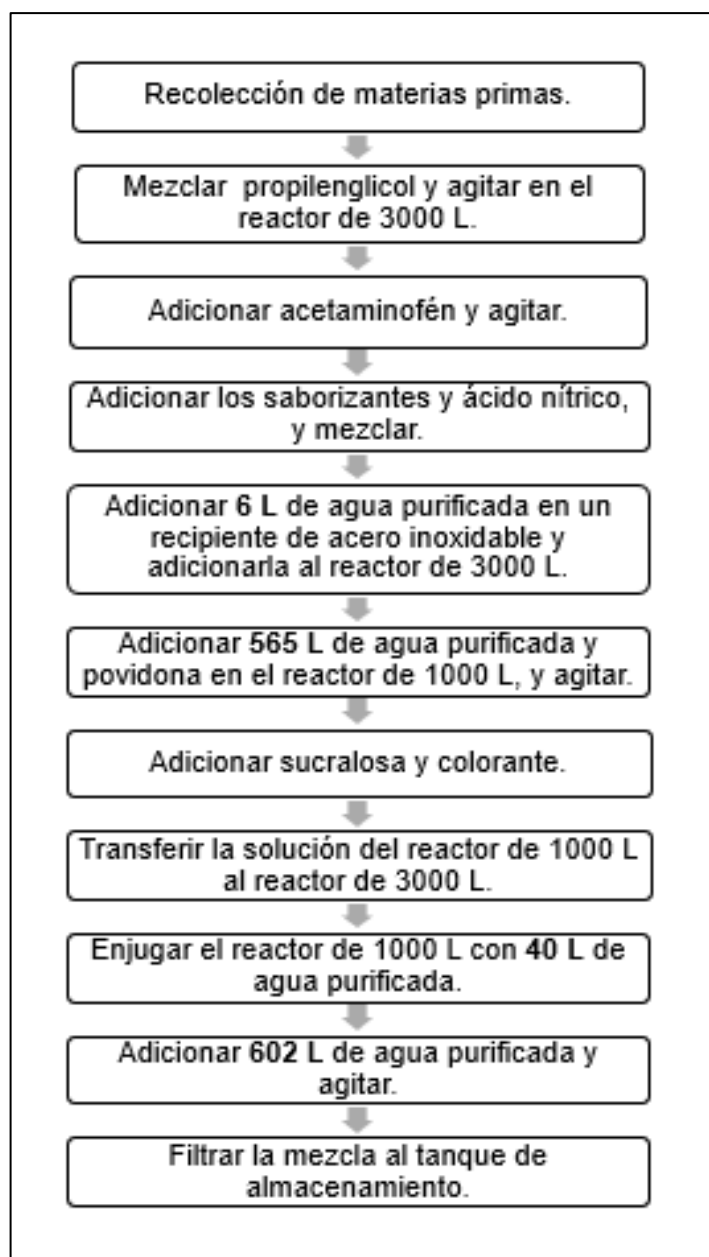 Recolección de materias primas.
Mezclar propilenglicol y agitar en el
reactor de 3000 L.
Adicionar acetaminofén y agitar.
Adicionar los saborizantes y ácido nítrico,
y mezclar.
Adicionar 6 L de agua purificada en un
recipiente de acero inoxidable y
adicionarla al reactor de 3000 L.
Adicionar 565 L de agua purificada y
povidona en el reactor de 1000 L, y agitar.
Adicionar sucralosa y colorante.
Transferir la solución del reactor de 1000 L
al reactor de 3000 L.
Enjugar el reactor de 1000 L con 40 L de
agua purificada.
Adicionar 602 L de agua purificada y
agitar.
Filtrar la mezcla al tanque de
almacenamiento.